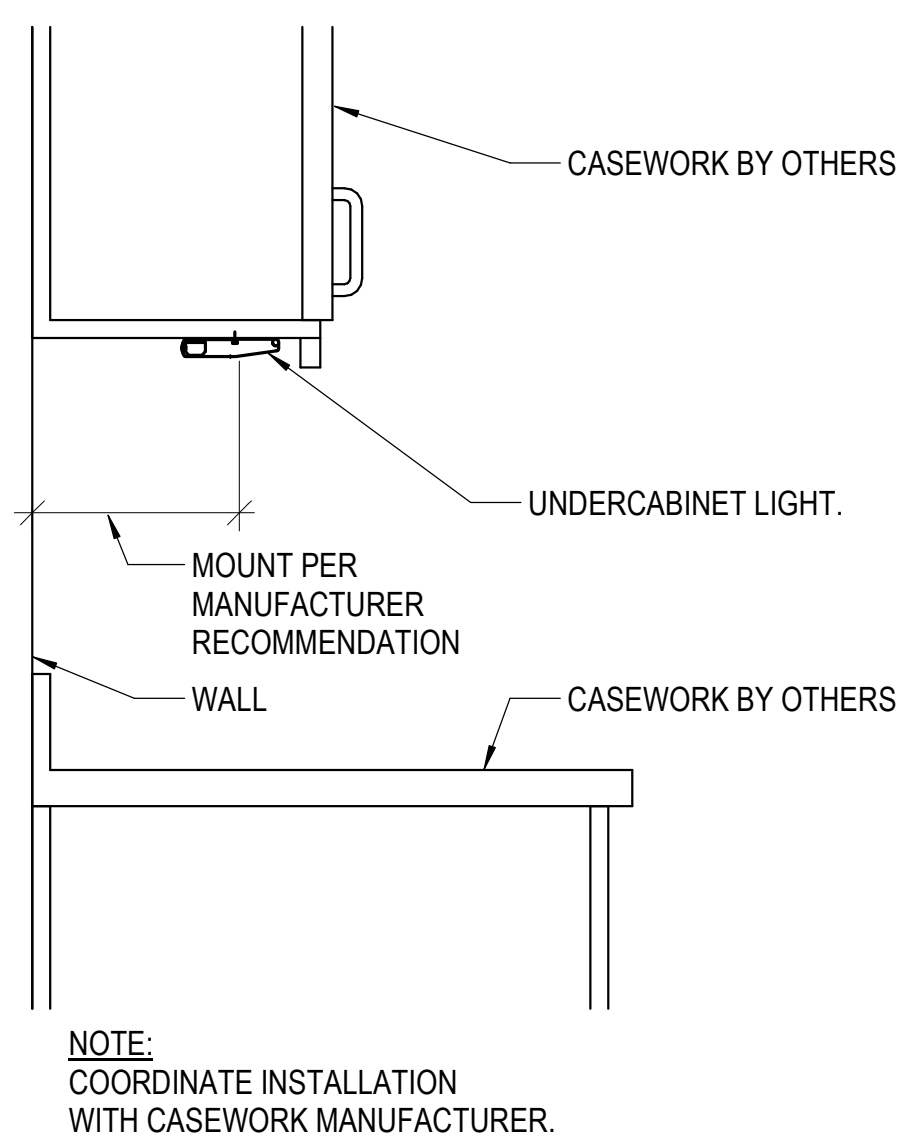 CASEWORK BY OTHERS
UNDERCABINET LIGHT.
MOUNT PER
MANUFACTURER
RECOMMENDATION
WALL
CASEWORK BY OTHERS
NOTE:
COORDINATE INSTALLATION
WITH CASEWORK MANUFACTURER.